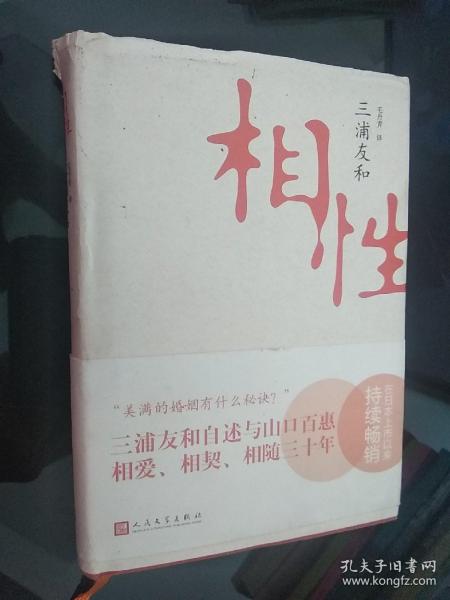 相性
三浦友和
毛丹青 译
“美满的婚姻有什么秘诀？”
三浦友和自述与山口百惠
相爱、相契、相随三十年
在日本上市以来
持续畅销
人民文学出版社
孔夫子旧书网
www.kongfz.com